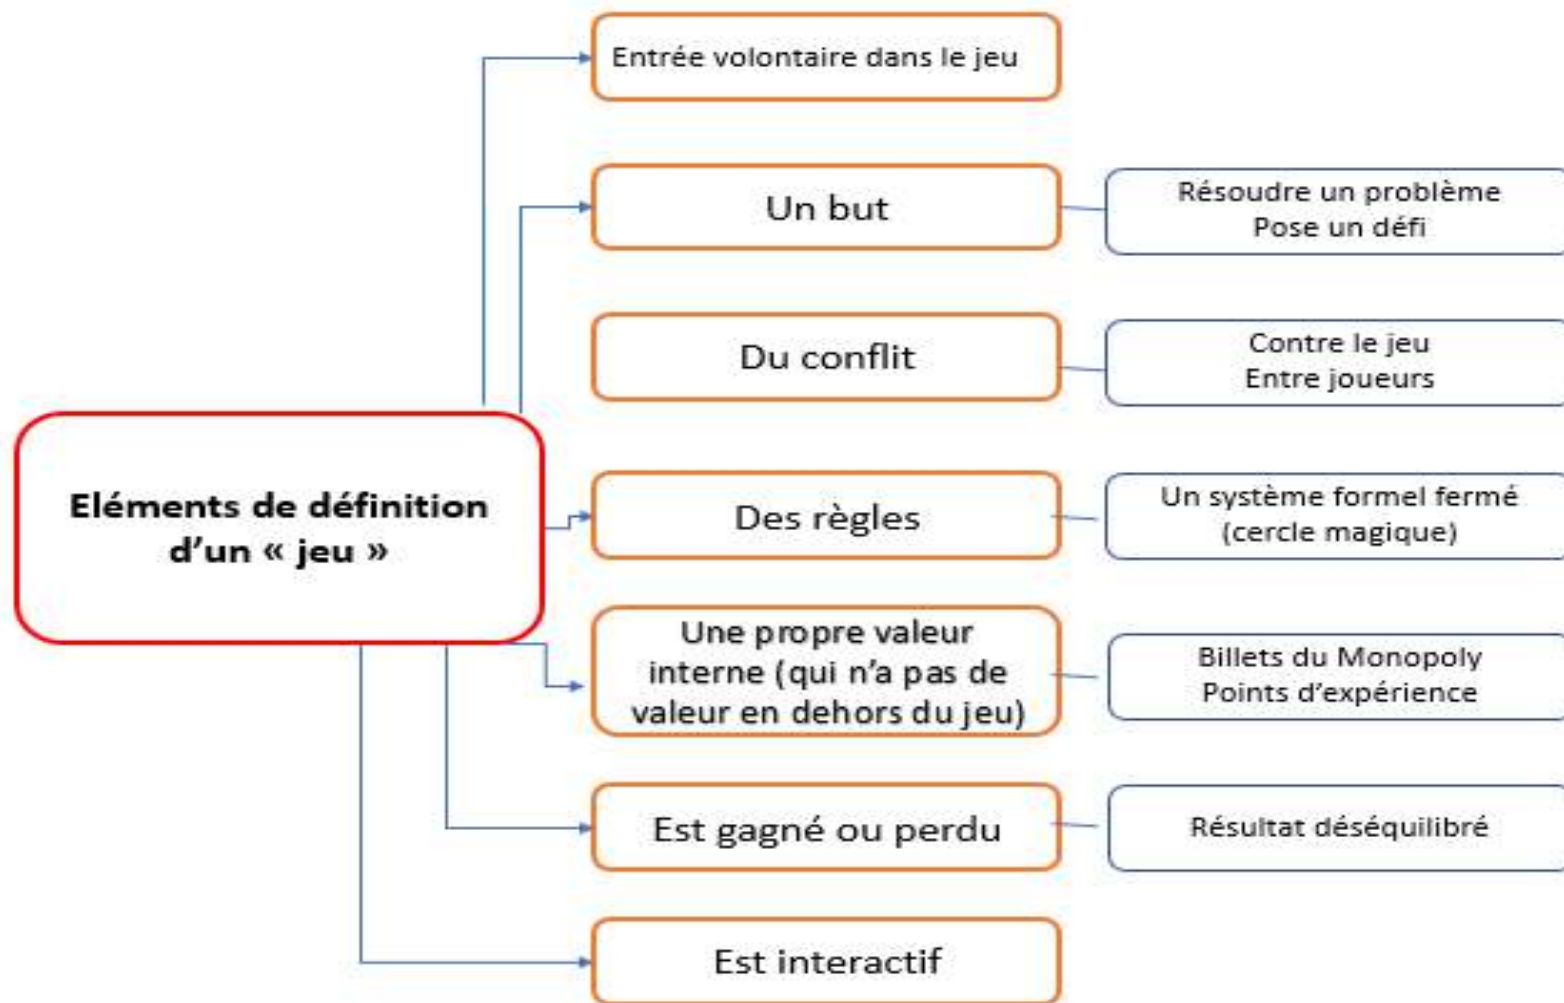 Entrée volontaire dans le jeu
Un but
Résoudre un problème
Pose un défi
Du conflit
Contre le jeu
Entre joueurs
Eléments de définition
d'un « jeu »
Des règles
Un système formel fermé
(cercle magique)
Une propre valeur
interne (qui n'a pas de
valeur en dehors du jeu)
Billets du Monopoly
Points d'expérience
Est gagné ou perdu
Résultat déséquilibré
Est interactif